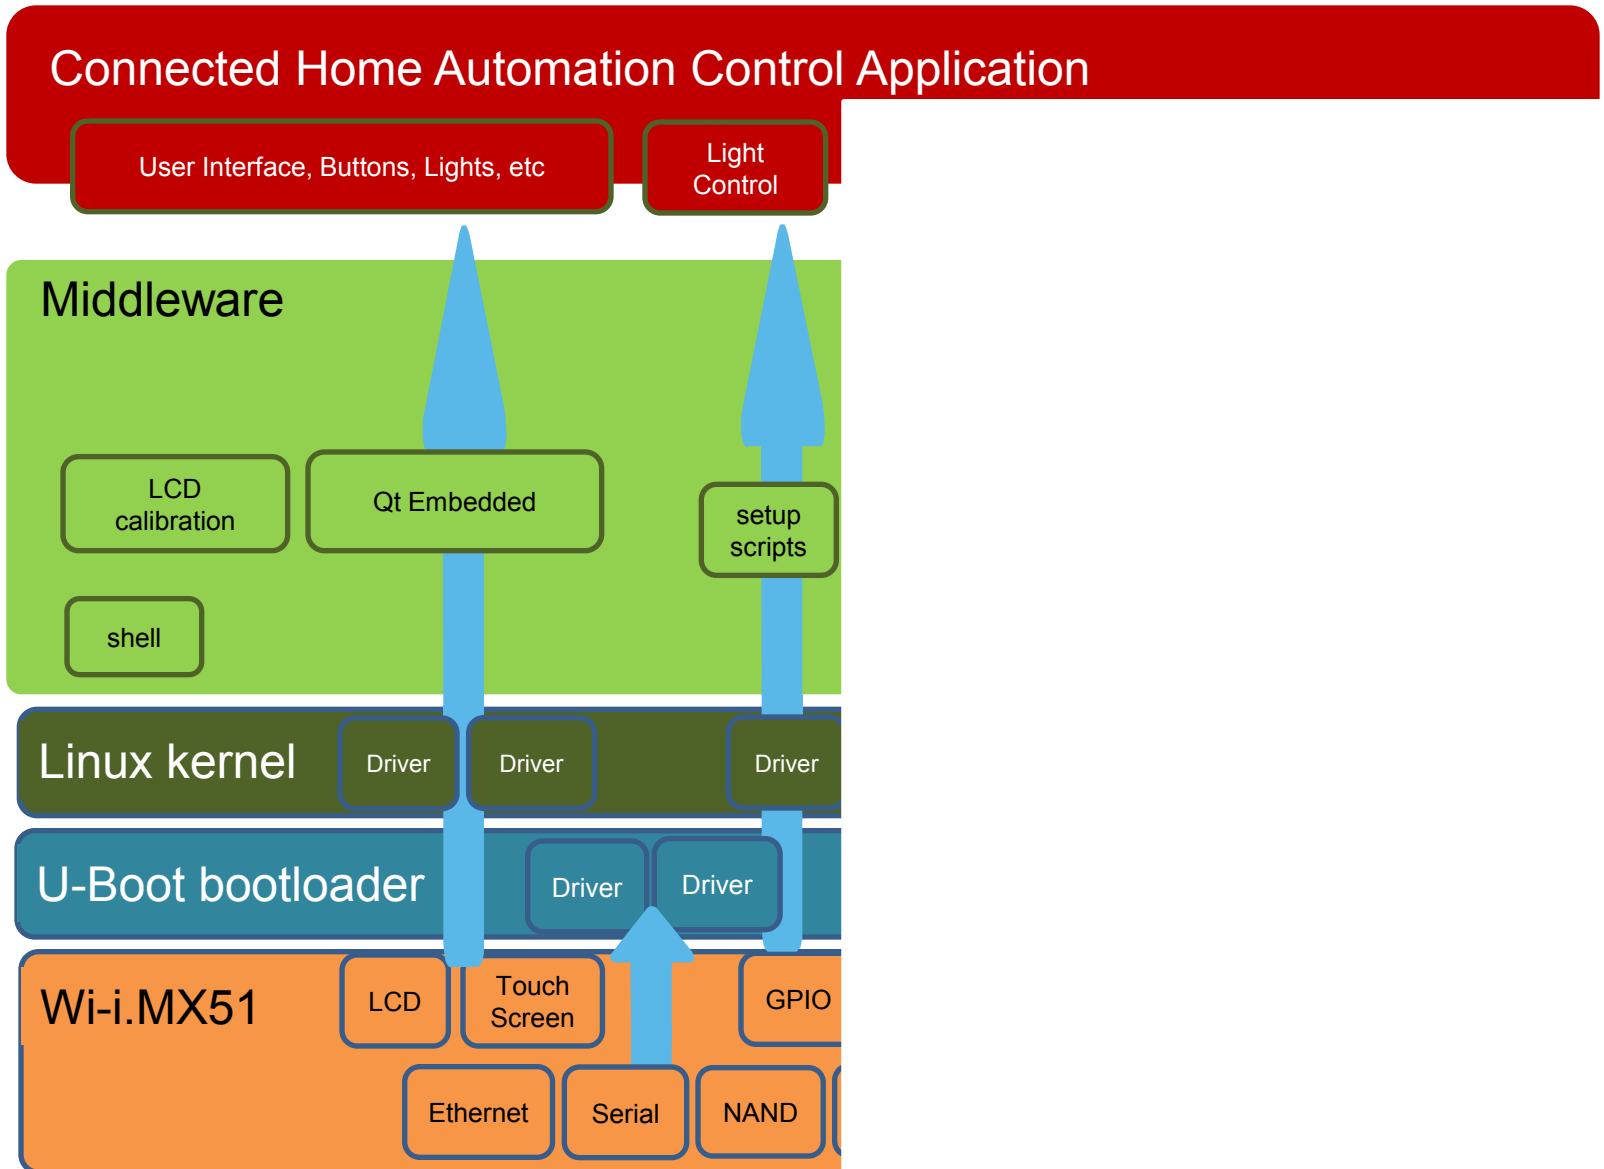 Connected Home Automation Control Application
User Interface, Buttons, Lights, etc
Light
Control
Middleware
LCD
calibration
Qt Embedded
setup
scripts
shell
Linux kernel
Driver
Driver
Driver
U-Boot bootloader
Driver
Driver
Wi-i.MX51
LCD
Touch
Screen
GPIO
Ethernet
Serial
NAND